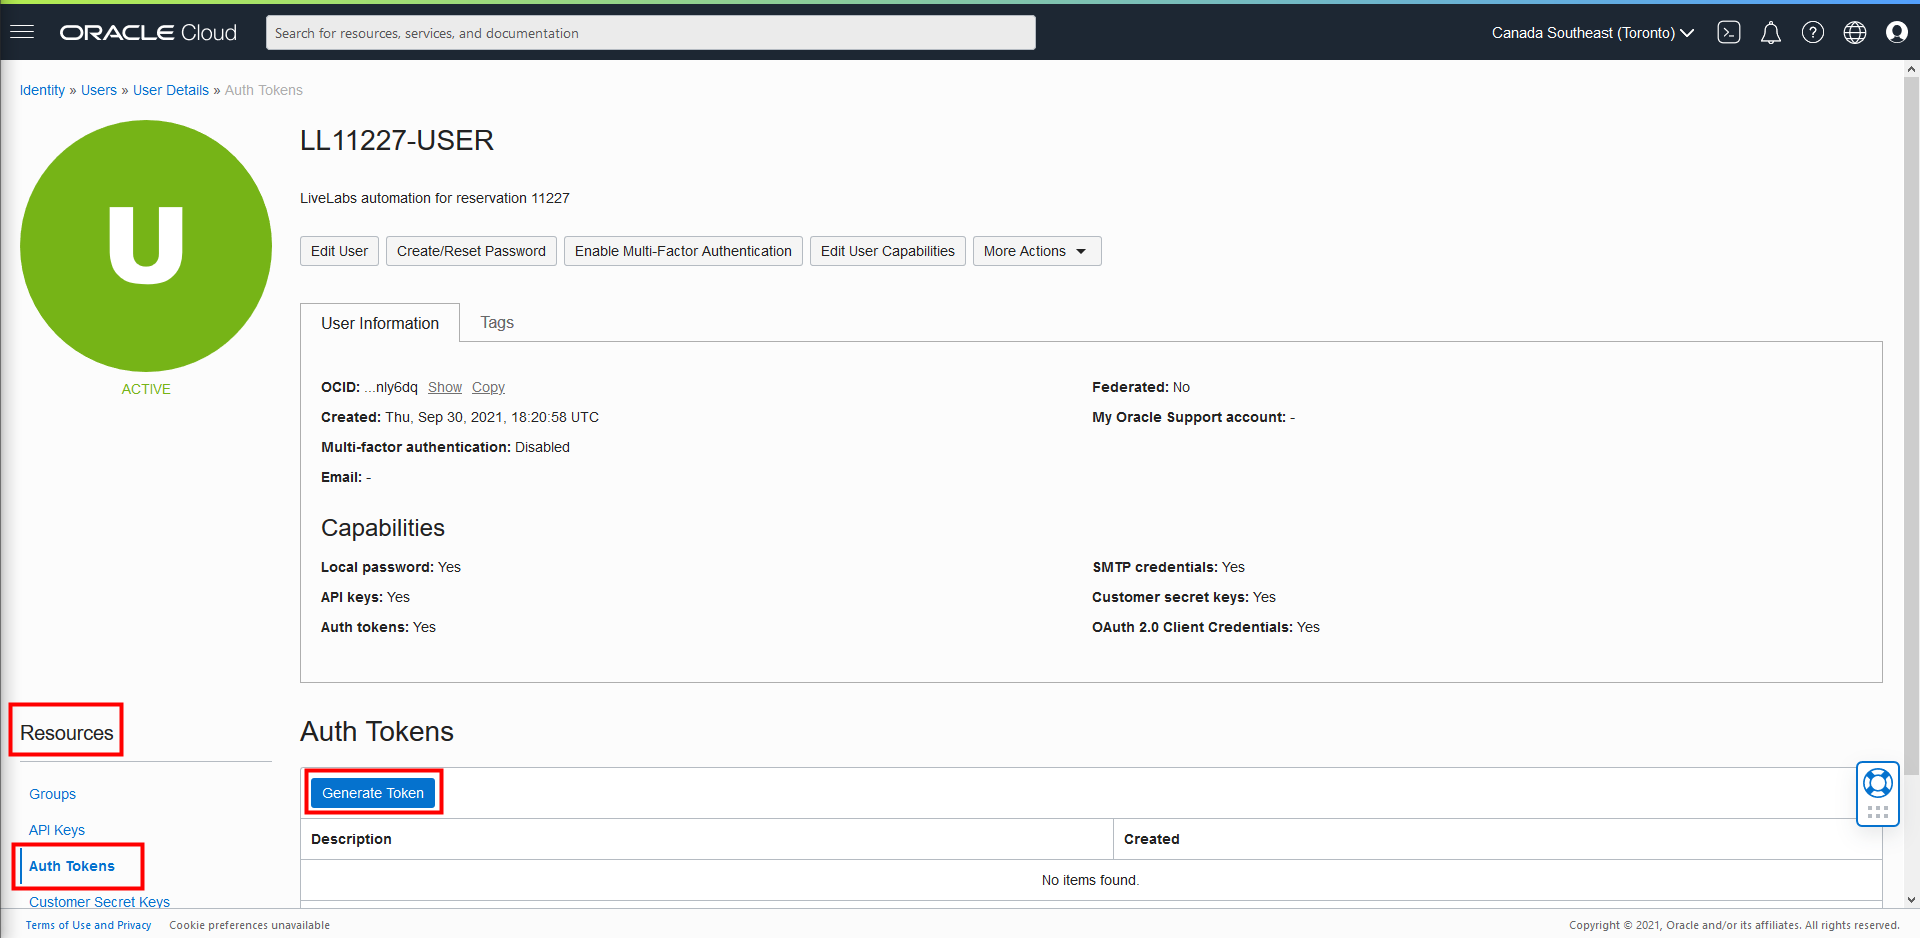 ORACLE Cloud
Search for resources, services, and documentation
Canada Southeast (Toronto)
Identity » Users » User Details » Auth Tokens
U
ACTIVE
LL11227-USER
LiveLabs automation for reservation 11227
Edit User
Create/Reset Password
Enable Multi-Factor Authentication
Edit User Capabilities
More Actions
User Information
Tags
OCID: ...nly6dq Show Copy
Created: Thu, Sep 30, 2021, 18:20:58 UTC
Multi-factor authentication: Disabled
Email: -
Federated: No
My Oracle Support account: -
Capabilities
Local password: Yes
API keys: Yes
Auth tokens: Yes
SMTP credentials: Yes
Customer secret keys: Yes
OAuth 2.0 Client Credentials: Yes
Resources
Groups
API Keys
Auth Tokens
Customer Secret Keys
Auth Tokens
Generate Token
Description
Created
No items found.
Terms of Use and Privacy
Cookie preferences unavailable
Copyright © 2021, Oracle and/or its affiliates. All rights reserved.